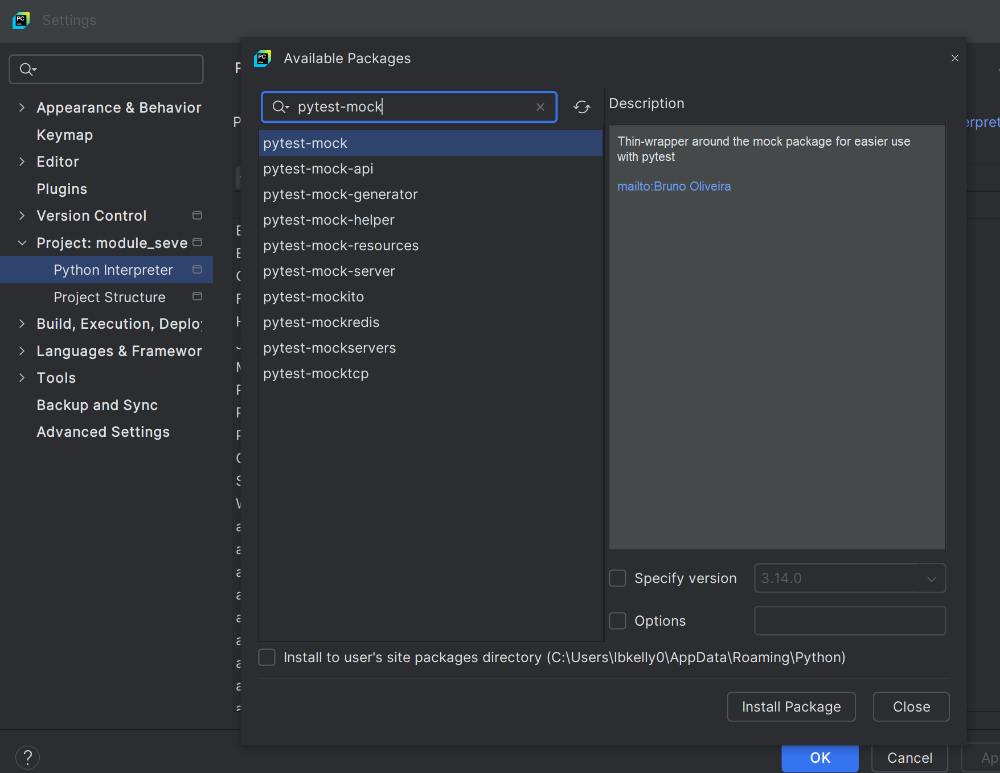 Settings
Appearance & Behavior
Keymap
Editor
Plugins
Version Control
Project: module_seve
Python Interpreter
Project Structure
Build, Execution, Deploy
Languages & Framewor
Tools
Backup and Sync
Advanced Settings
Available Packages
pytest-mock
pytest-mock
pytest-mock-api
pytest-mock-generator
pytest-mock-helper
pytest-mock-resources
pytest-mock-server
pytest-mockito
pytest-mockredis
pytest-mockservers
pytest-mocktcp
Description
Thin-wrapper around the mock package for easier use
with pytest
mailto:Bruno Oliveira
Specify version 3.14.0
Options
Install to user's site packages directory (C:\Users\lbkelly0\AppData\Roaming\Python)
Install Package Close
? OK Cancel Ap